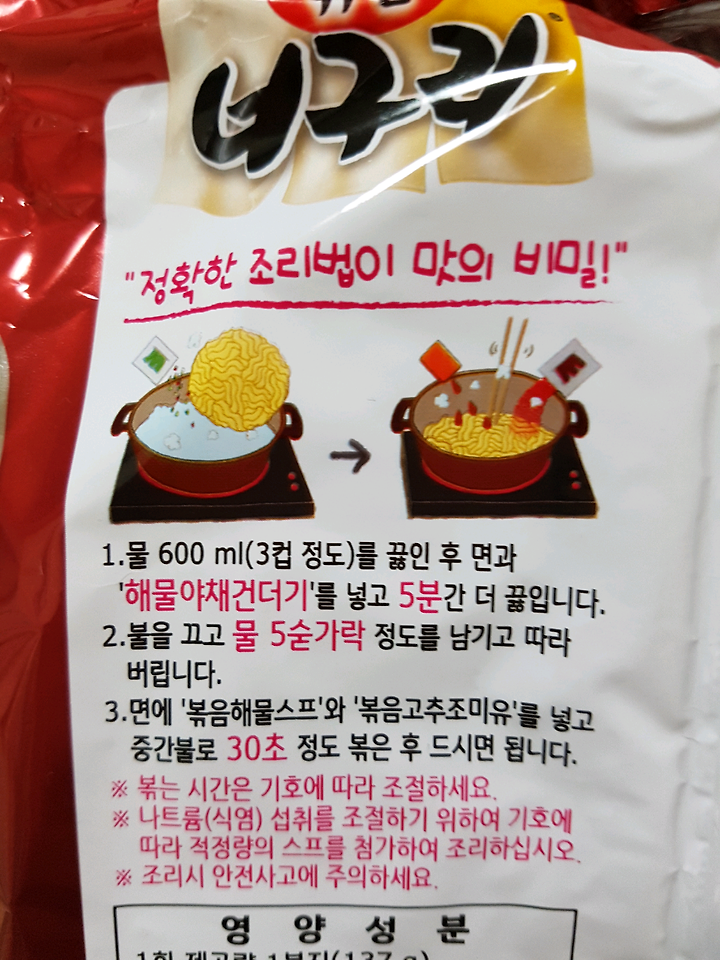 너구리
"정확한 조리법이 맛의 비밀!"
1.물 600 ml(3컵 정도)를 끓인 후 면과
'해물야채건더기'를 넣고 5분간 더 끓입니다.
2.불을 끄고 물 5숟가락 정도를 남기고 따라
버립니다.
3.면에 '볶음해물스프'와 '볶음고추조미유'를 넣고
중간불로 30초 정도 볶은 후 드시면 됩니다.
※ 볶는 시간은 기호에 따라 조절하세요.
※ 나트륨(식염) 섭취를 조절하기 위하여 기호에
따라 적정량의 스프를 첨가하여 조리하십시오.
※ 조리시 안전사고에 주의하세요.
영 양 성 분
1회 제공량 1봉지(137 g)